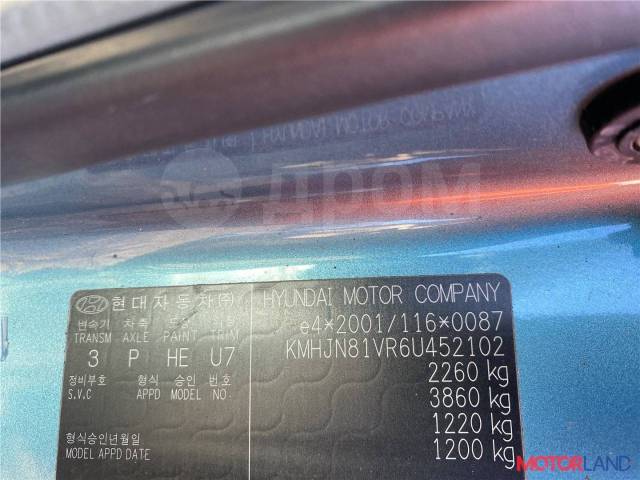 현대자동차㈜ HYUNDAI MOTOR COMPANY
변속기 차축 도장 TRIM
TRANSM AXLE PAINT
e4*2001/116*0087
3 P HE U7
KMHJN81VR6U452102
정비부호 형식 승인 번호
S.V.C APPD MODEL NO.
2260 kg
3860 kg
1220 kg
형식승인년월일
MODEL APPD DATE
1200 kg
ДРОМ
MOTORLAND